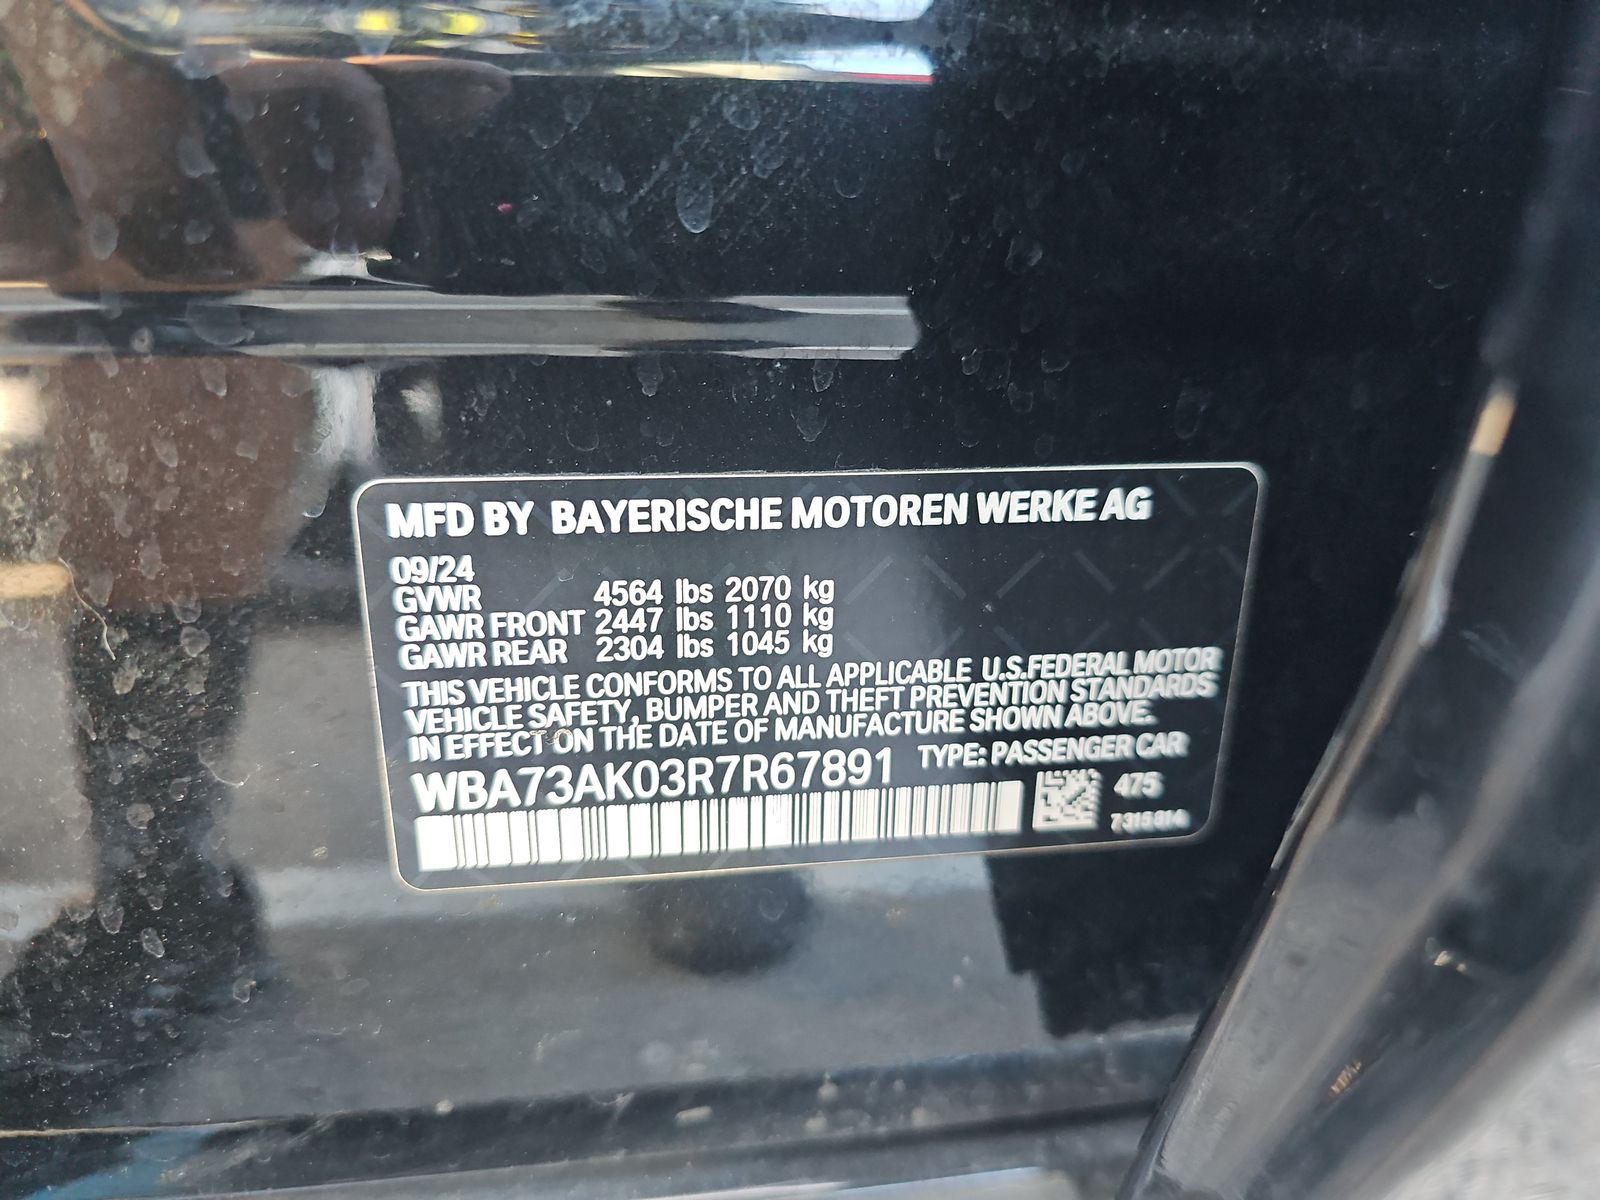 MFD BY BAYERISCHE MOTOREN WERKE AG
09/24
GVWR 4564 lbs 2070 kg
GAWR FRONT 2447 lbs 1110 kg
GAWR REAR 2304 lbs 1045 kg
THIS VEHICLE CONFORMS TO ALL APPLICABLE U.S.FEDERAL MOTOR
VEHICLE SAFETY, BUMPER AND THEFT PREVENTION STANDARDS
IN EFFECT ON THE DATE OF MANUFACTURE SHOWN ABOVE.
WBA73AK03R7R67891 TYPE: PASSENGER CAR
475
7315814